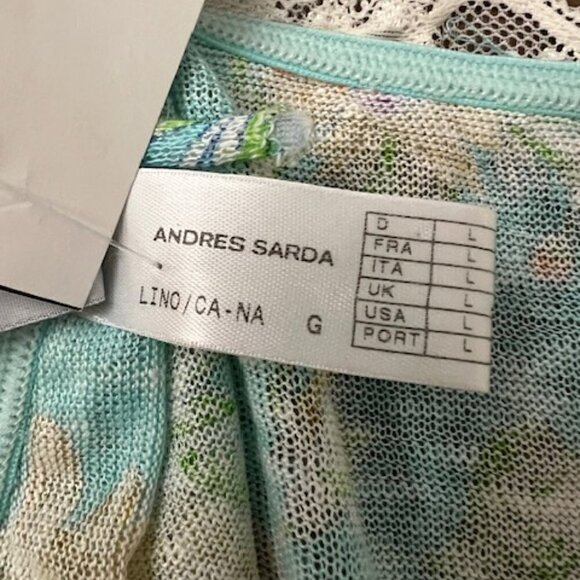 ANDRES SARDA
LINO/CA-NA G
D L
FRA L
ITA L
UK L
USA L
PORT L